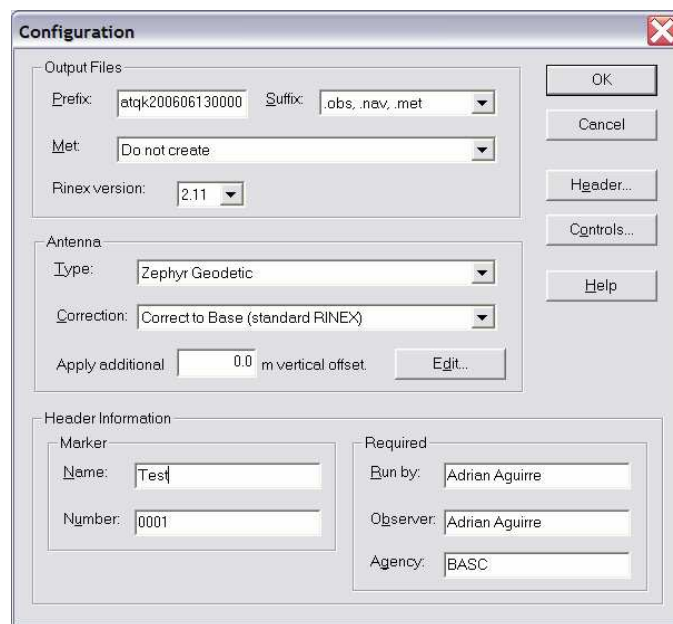 Configuration
Output Files
Prefix: atqk200606130000 Suffix: .obs, .nav, .met
Met: Do not create
Rinex version: 2.11
OK
Cancel
Header...
Controls...
Help
Antenna
Type: Zephyr Geodetic
Correction: Correct to Base (standard RINEX)
Apply additional 0.0 m vertical offset. Edit...
Header Information
Marker
Name: Test
Number: 0001
Required
Run by: Adrian Aguirre
Observer: Adrian Aguirre
Agency: BASC